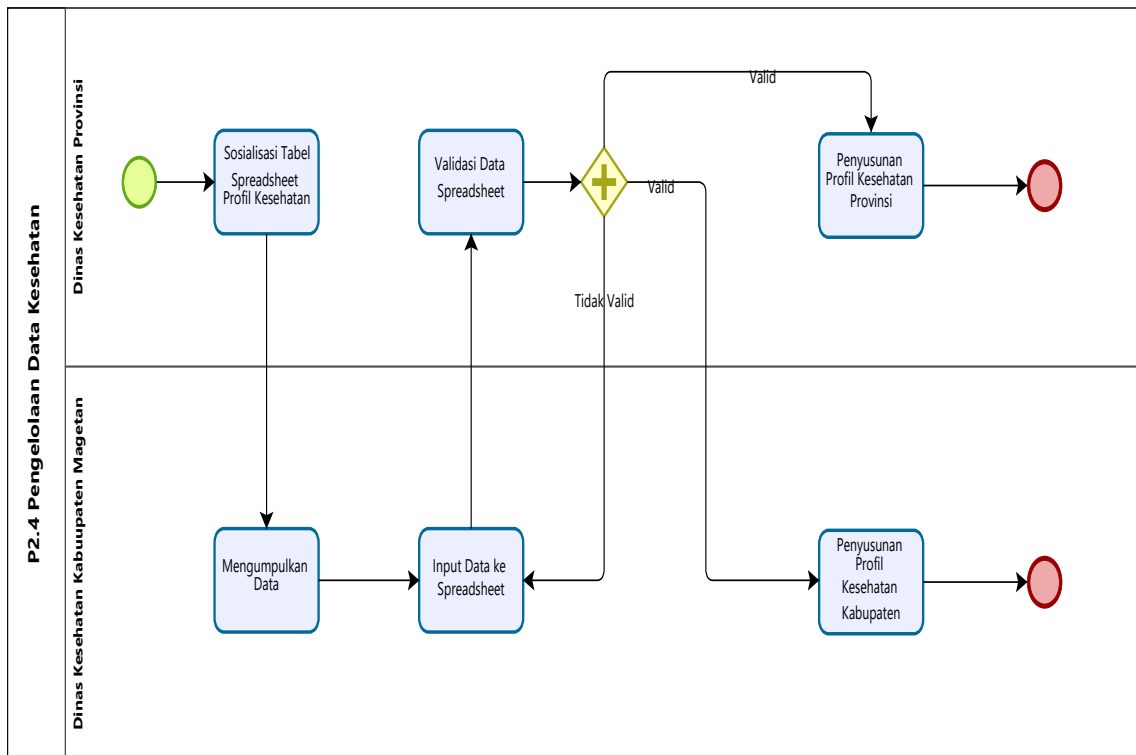 P2.4 Pengelolaan Data Kesehatan
Dinas Kesehatan Provinsi
Sosialisasi Tabel
Spreadsheet
Profil Kesehatan
Validasi Data
Spreadsheet
Valid
Valid
Tidak Valid
Penyusunan
Profil Kesehatan
Provinsi
Dinas Kesehatan Kabuupaten Magetan
Mengumpulkan
Data
Input Data ke
Spreadsheet
Penyusunan
Profil
Kesehatan
Kabupaten